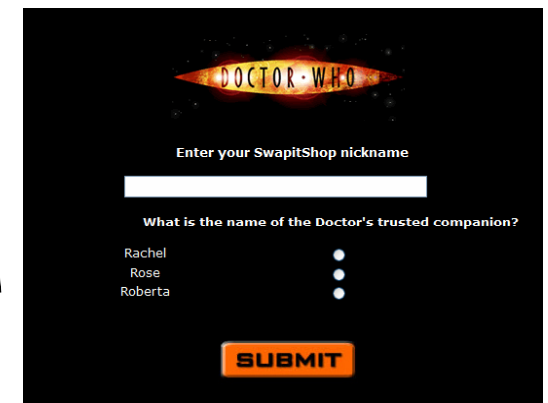 DOCTOR·WHO
Enter your SwapitShop nickname
What is the name of the Doctor's trusted companion?
Rachel
Rose
Roberta
SUBMIT